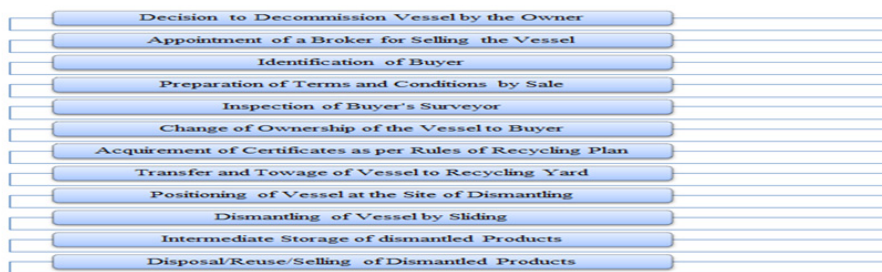 Decision to Decommission Vessel by the Owner
Appointment of a Broker for Selling the Vessel
Identification of Buyer
Preparation of Terms and Conditions by Sale
Inspection of Buyer's Surveyor
Change of Ownership of the Vessel to Buyer
Acquirement of Certificates as per Rules of Recycling Plan
Transfer and Towage of Vessel to Recycling Yard
Positioning of Vessel at the Site of Dismantling
Dismantling of Vessel by Sliding
Intermediate Storage of dismantled Products
Disposal/Reuse/Selling of Dismantled Products